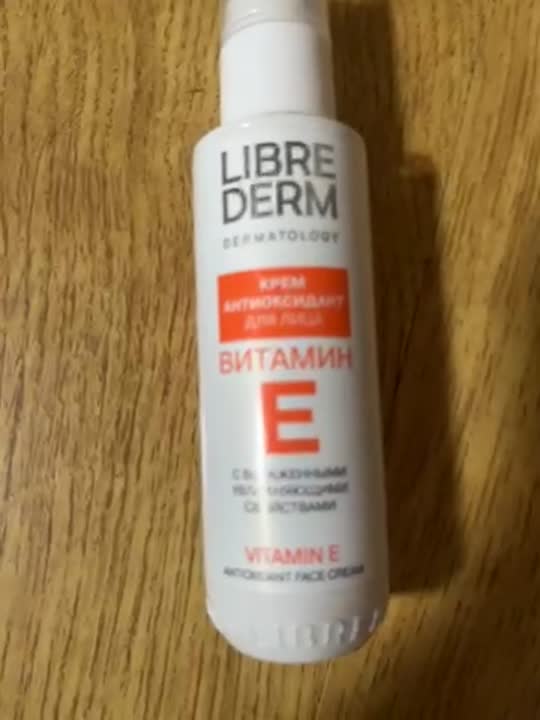 LIBRE
DERM
DERMATOLOGY
КРЕМ
АНТИОКСИДАНТ
ДЛЯ ЛИЦА
ВИТАМИН
E
С ВЫРАЖЕННЫМИ
УВЛАЖНЯЮЩИМИ
СВОЙСТВАМИ
VITAMIN E
ANTIOXIDANT FACE CREAM